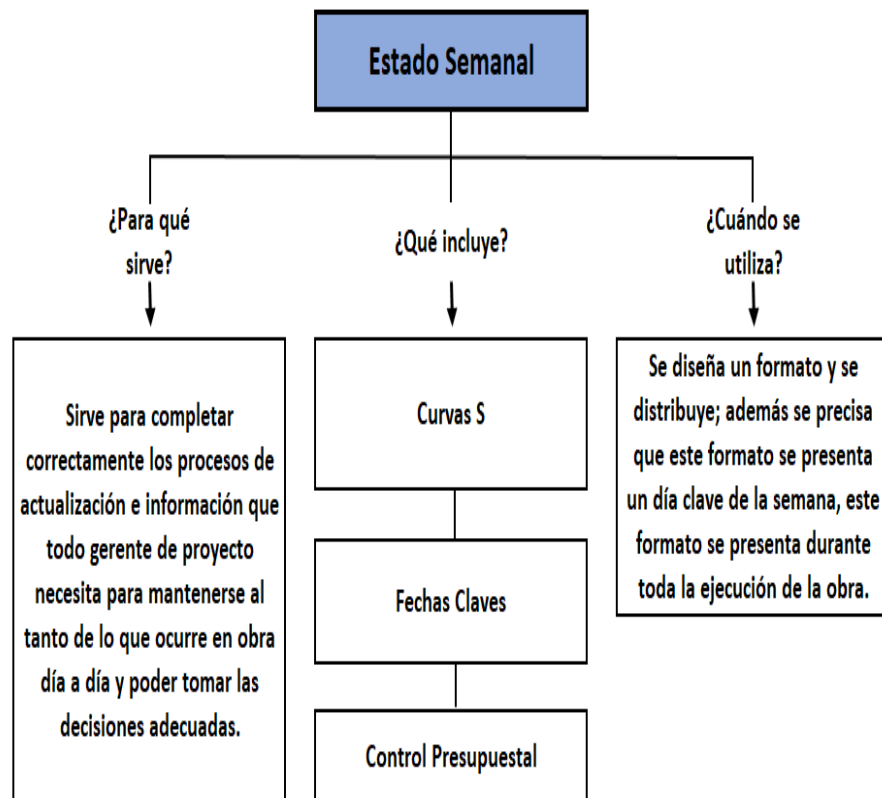 Estado Semanal
¿Para qué
sirve?
¿Qué incluye?
¿Cuándo se
utiliza?
Sirve para completar
correctamente los procesos de
actualización e información que
todo gerente de proyecto
necesita para mantenerse al
tanto de lo que ocurre en obra
día a día y poder tomar las
decisiones adecuadas.
Curvas S
Fechas Claves
Control Presupuestal
Se diseña un formato y se
distribuye; además se precisa
que este formato se presenta
un día clave de la semana, este
formato se presenta durante
toda la ejecución de la obra.